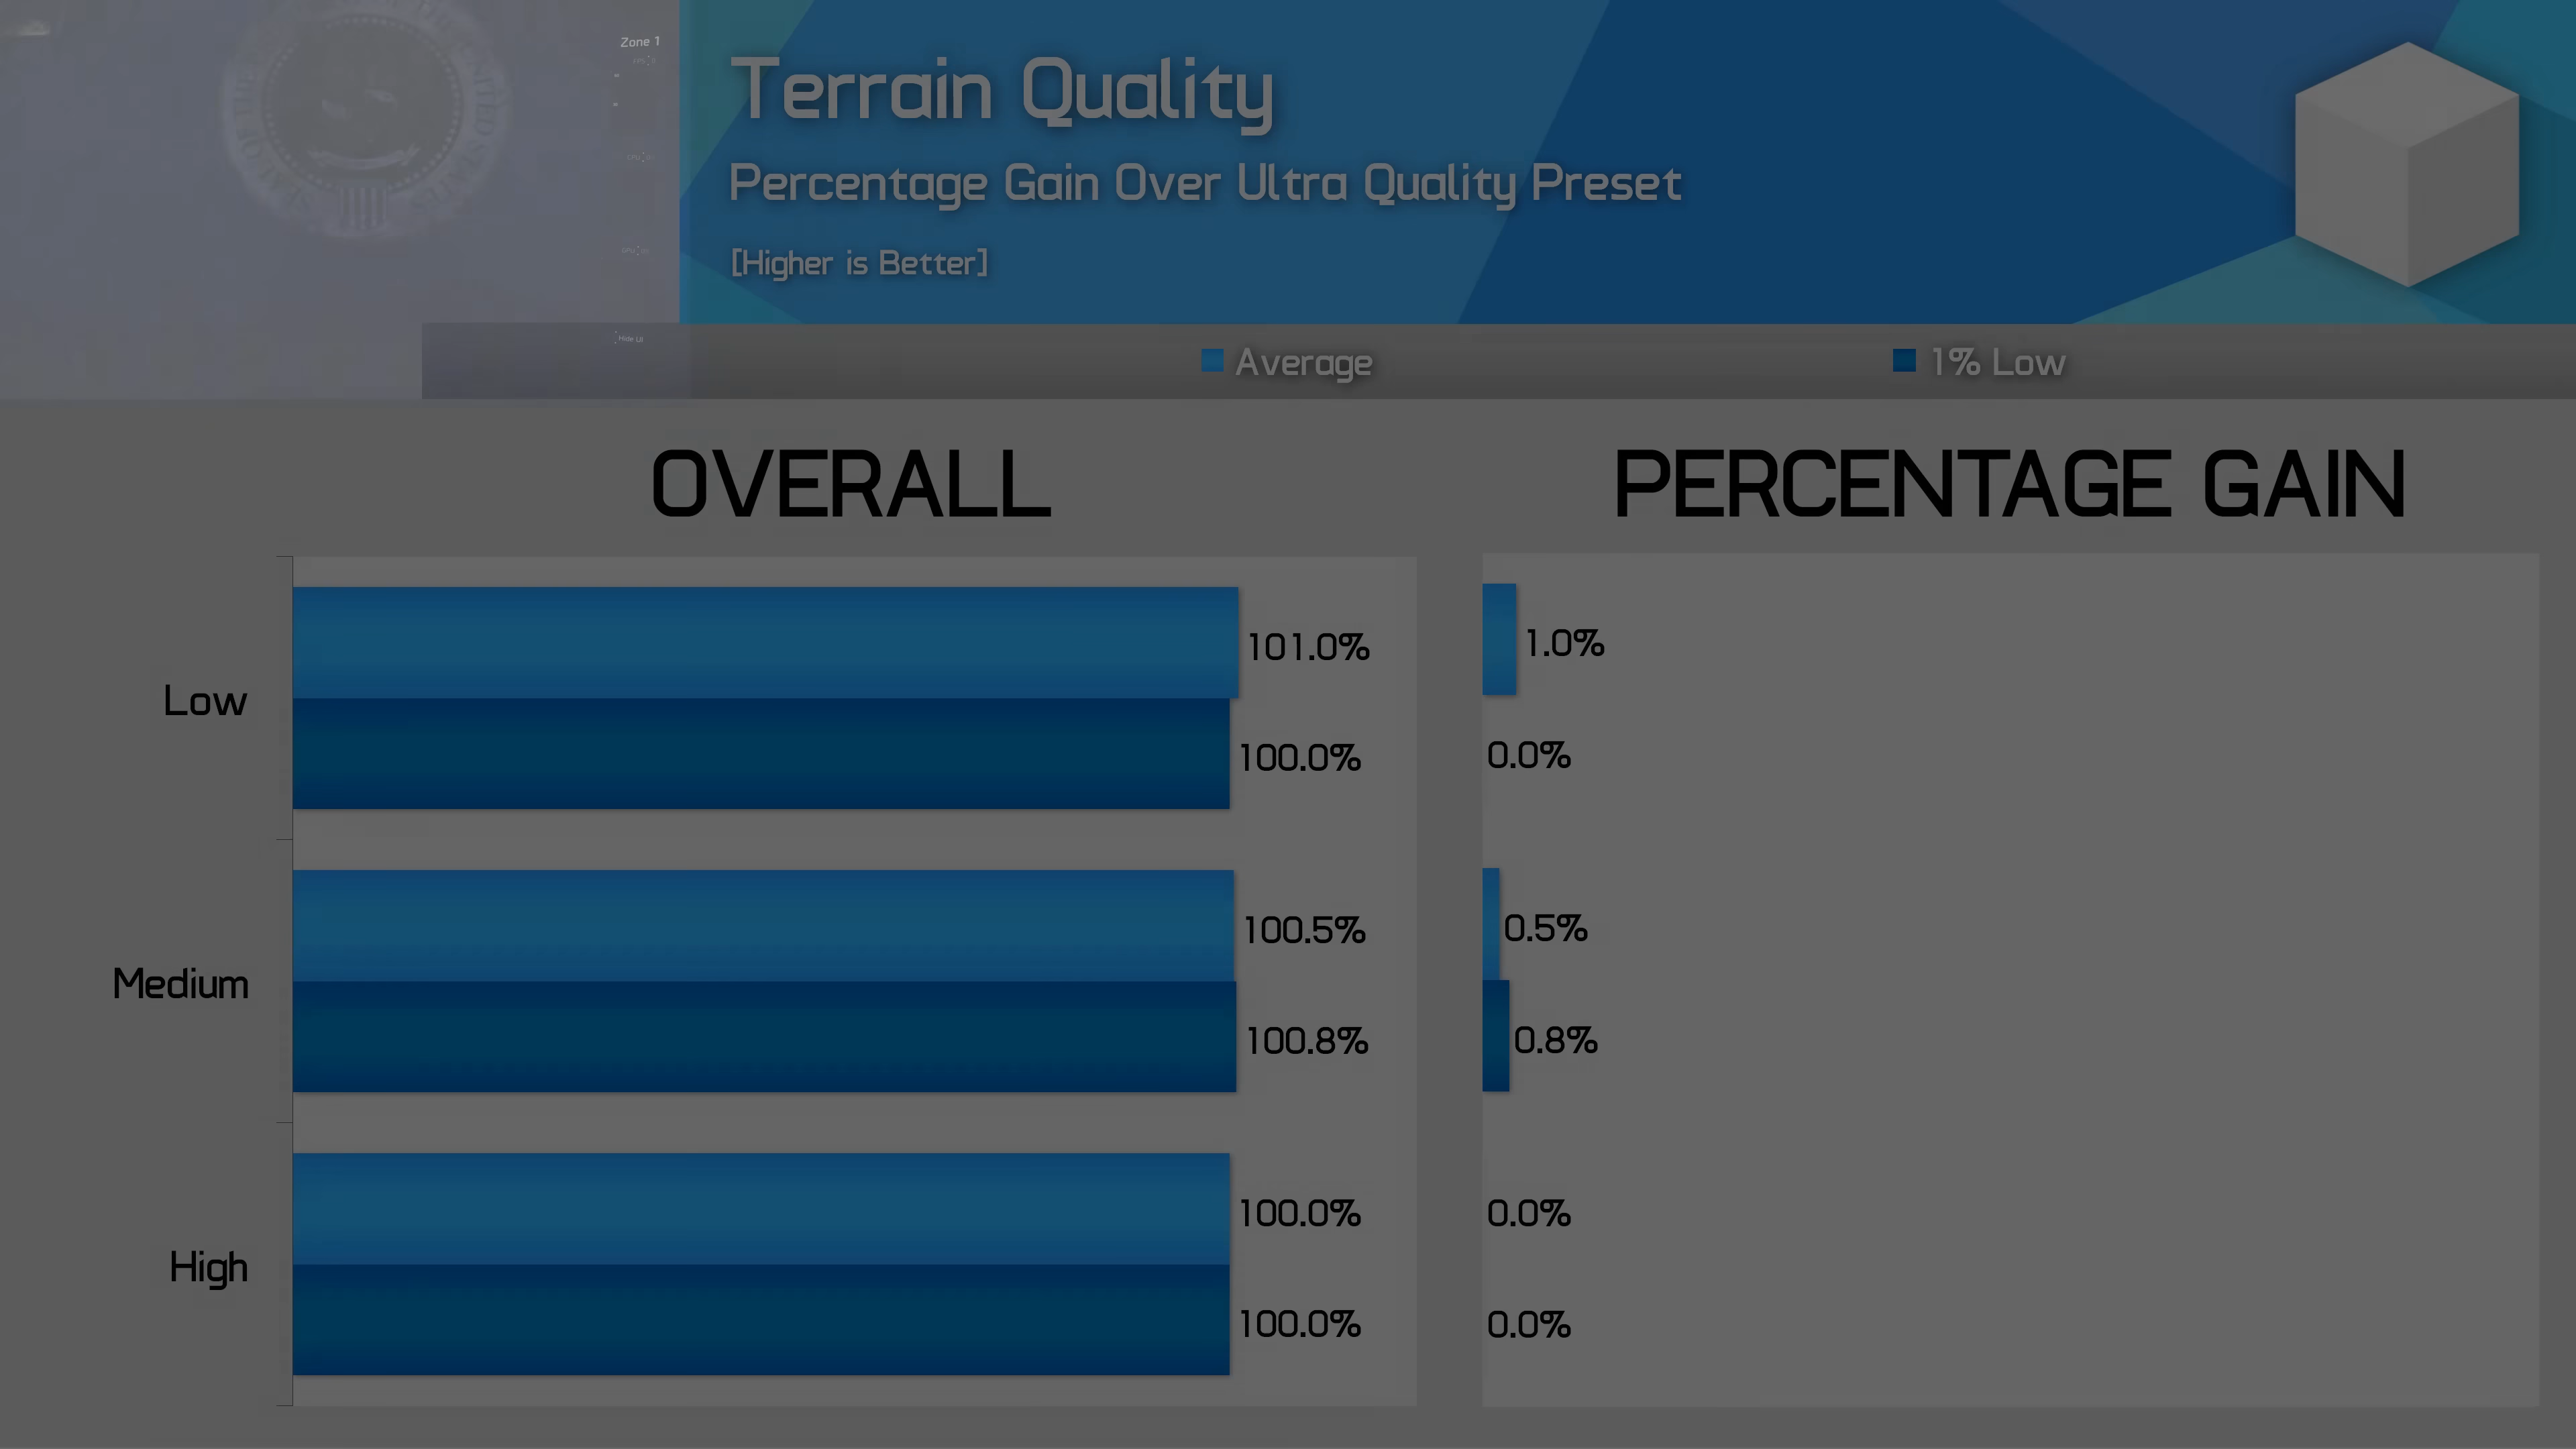 Zone 1
Terrain Quality
Percentage Gain Over Ultra Quality Preset
[Higher is Better]
Hide UI
Average
1% Low
OVERALL
PERCENTAGE GAIN
Low
101.0%
100.0%
1.0%
0.0%
Medium
100.5%
100.8%
0.5%
0.8%
High
100.0%
100.0%
0.0%
0.0%